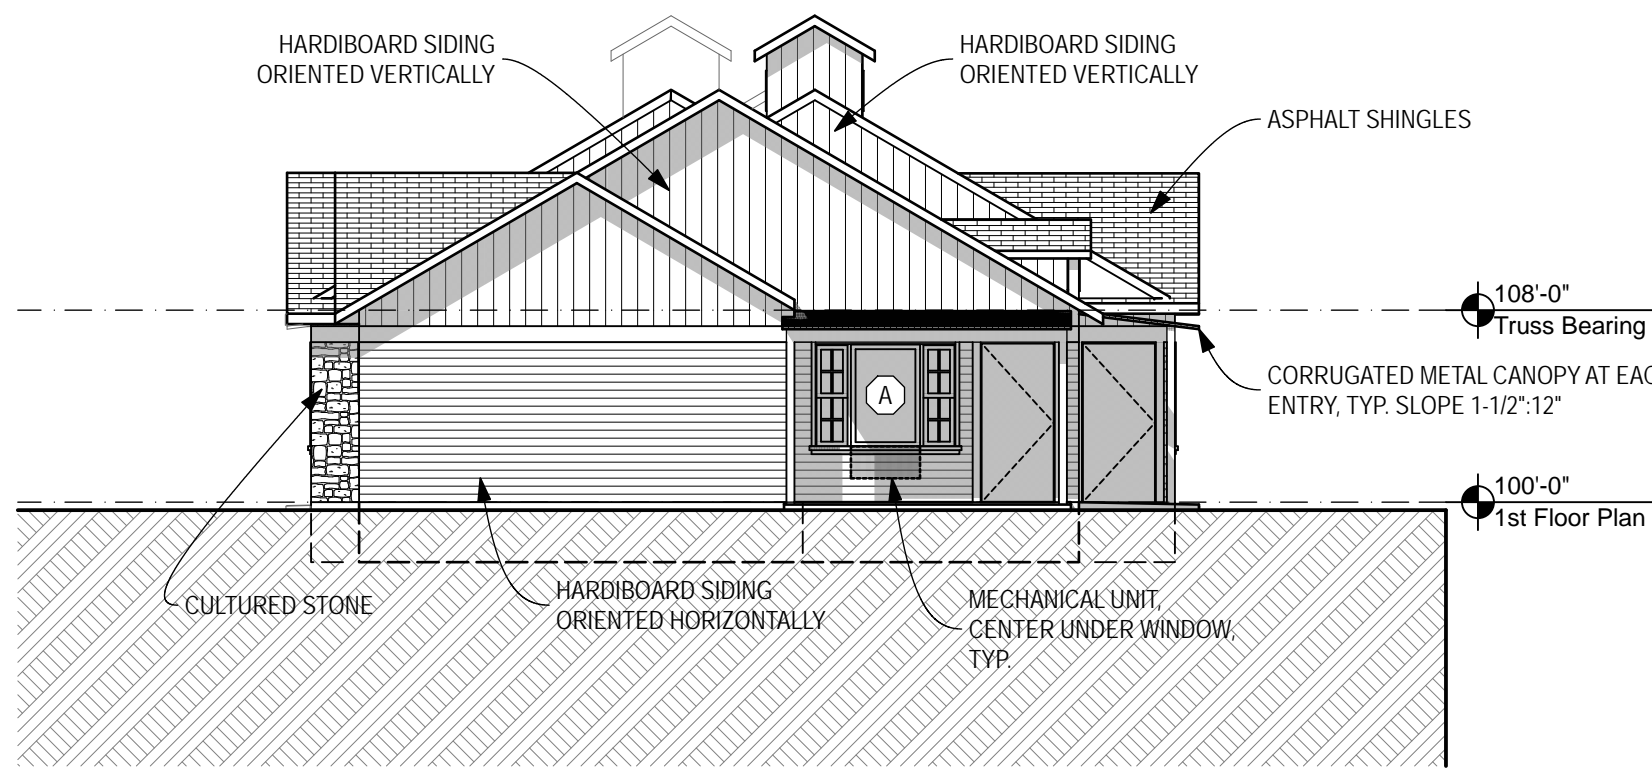 HARDIBOARD SIDING
ORIENTED VERTICALLY
HARDIBOARD SIDING
ORIENTED VERTICALLY
ASPHALT SHINGLES
108'-0"
Truss Bearing
CORRUGATED METAL CANOPY AT EAC
ENTRY, TYP. SLOPE 1-1/2":12"
A
100'-0"
1st Floor Plan
CULTURED STONE
HARDIBOARD SIDING
ORIENTED HORIZONTALLY
MECHANICAL UNIT,
CENTER UNDER WINDOW,
TYP.